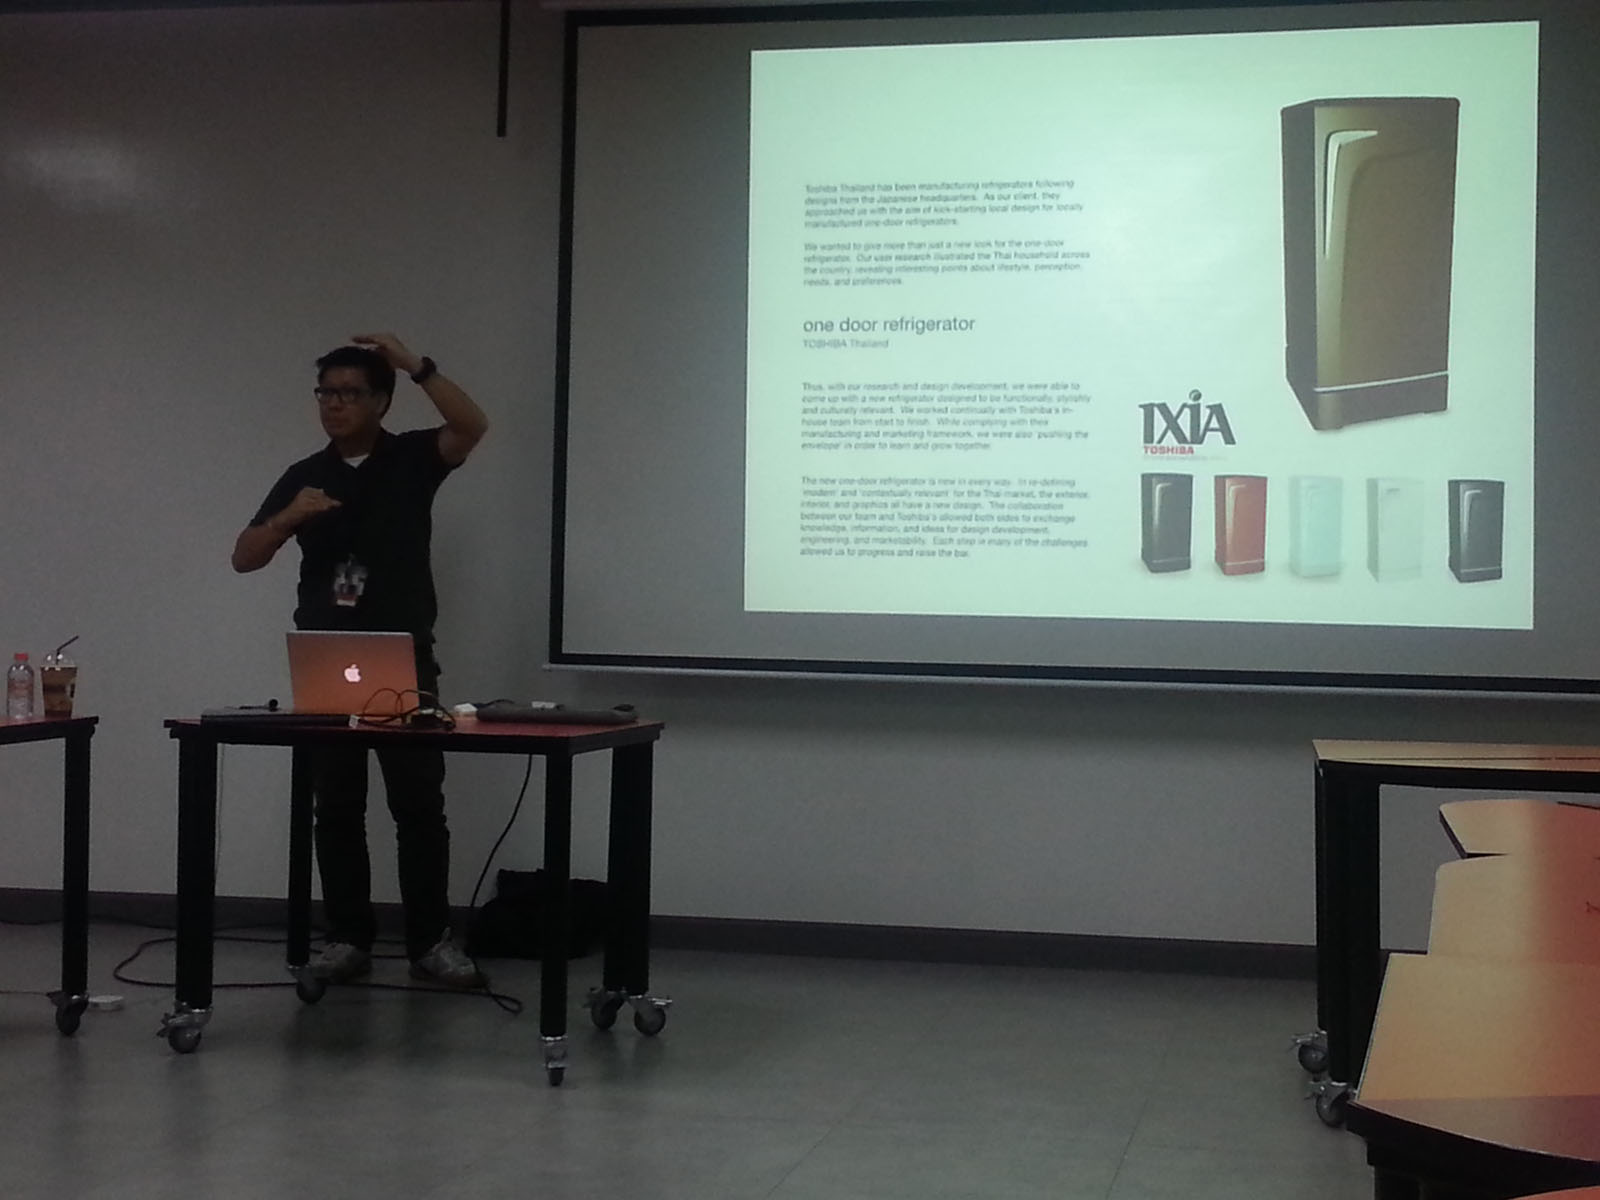 Toshiba Thailand has been manufacturing refrigerators following
designs from the Japanese headquarters. As our client, they
approached us with the aim of kick-starting local design for locally
manufactured one-door refrigerators.
We wanted to give more than just a new look for the one-door
refrigerator. Our user research illustrated the Thai household across
the country, revealing interesting points about lifestyle, perception,
needs, and preferences.
one door refrigerator
TOSHIBA Thailand
Thus, with our research and design development, we were able to
come up with a new refrigerator designed to be functionally, stylishly
and culturally relevant. We worked continually with Toshiba's in-
house team from start to finish. While complying with their
manufacturing and marketing framework, we were also 'pushing the
envelope' in order to learn and grow together.
The new one-door refrigerator is new in every way. In re-defining
'modern' and 'contextually relevant' for the Thai market, the exterior,
interior, and graphics all have a new design. The collaboration
between our team and Toshiba's allowed both sides to exchange
knowledge, information, and ideas for design development,
engineering, and marketability. Each step in many of the challenges
allowed us to progress and raise the bar.
IXIA
TOSHIBA